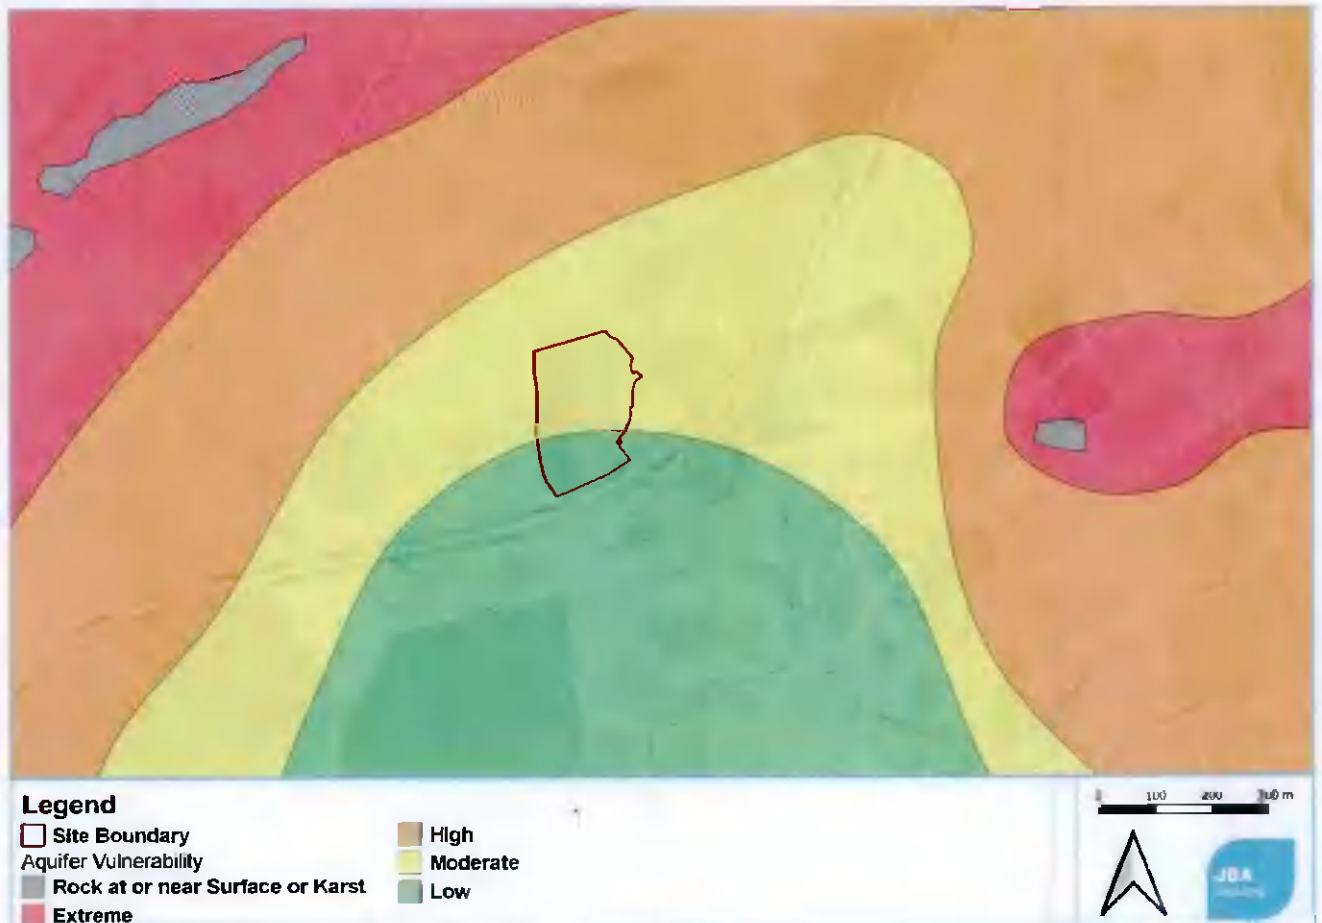 Legend
Site Boundary
Aquifer Vulnerability
Rock at or near Surface or Karst
Extreme
High
Moderate
Low
100 200 300 m
JBA